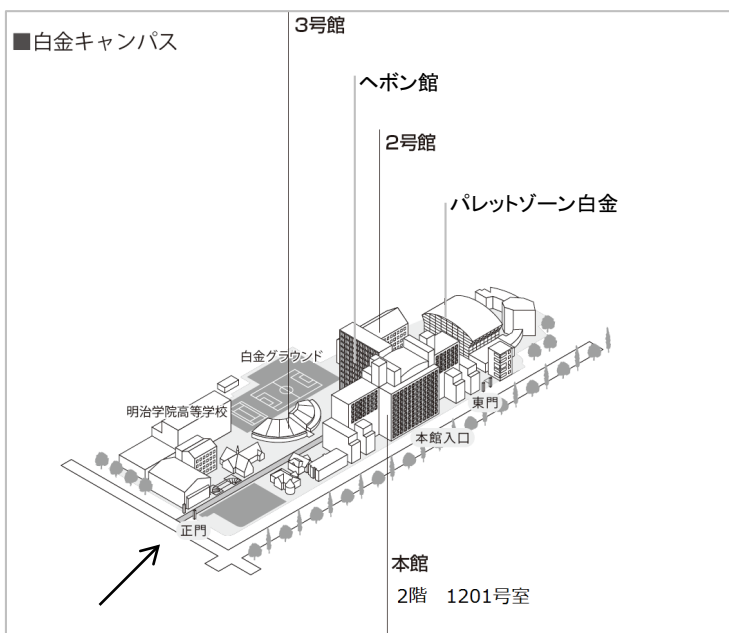 3号館
■白金キャンパス
ヘボン館
2号館
パレットゾーン白金
白金グラウンド
明治学院高等学校
東門
本館入口
正門
本館
2階　1201号室